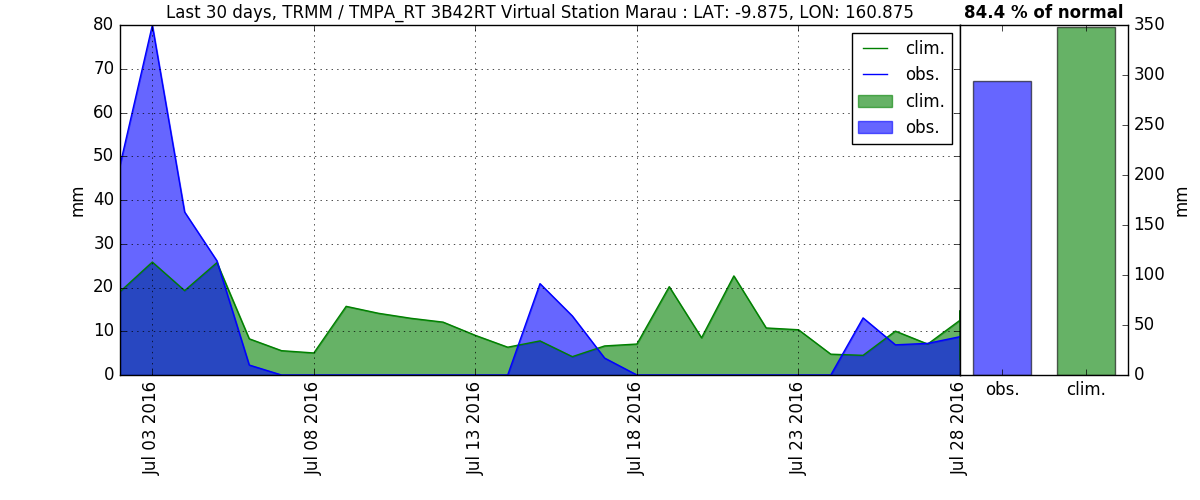 Last 30 days, TRMM / TMPA_RT 3B42RT Virtual Station Marau : LAT: -9.875, LON: 160.875
84.4 % of normal
80
70
60
50
40
30
20
10
0
mm
clim.
obs.
clim.
obs.
Jul 03 2016
Jul 08 2016
Jul 13 2016
Jul 18 2016
Jul 23 2016
Jul 28 2016
350
300
250
200
150
100
50
0
mm
obs.
clim.